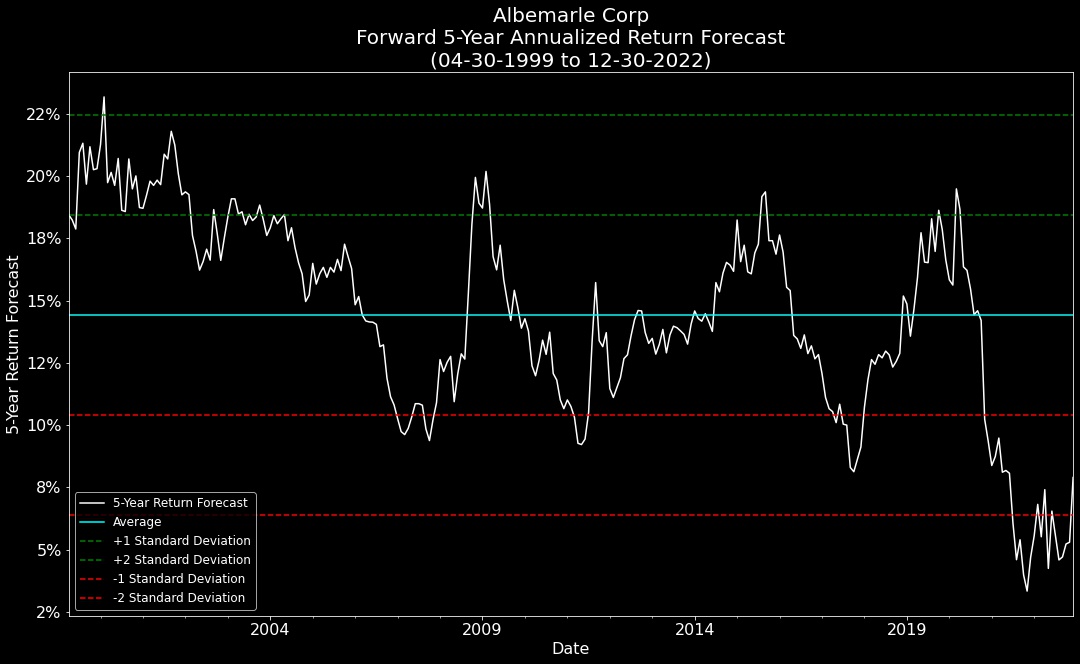 Albemarle Corp
Forward 5-Year Annualized Return Forecast
(04-30-1999 to 12-30-2022)
5-Year Return Forecast
22%
20%
18%
15%
12%
10%
8%
5%
2%
5-Year Return Forecast
Average
+1 Standard Deviation
+2 Standard Deviation
-1 Standard Deviation
-2 Standard Deviation
2004
2009
2014
2019
Date